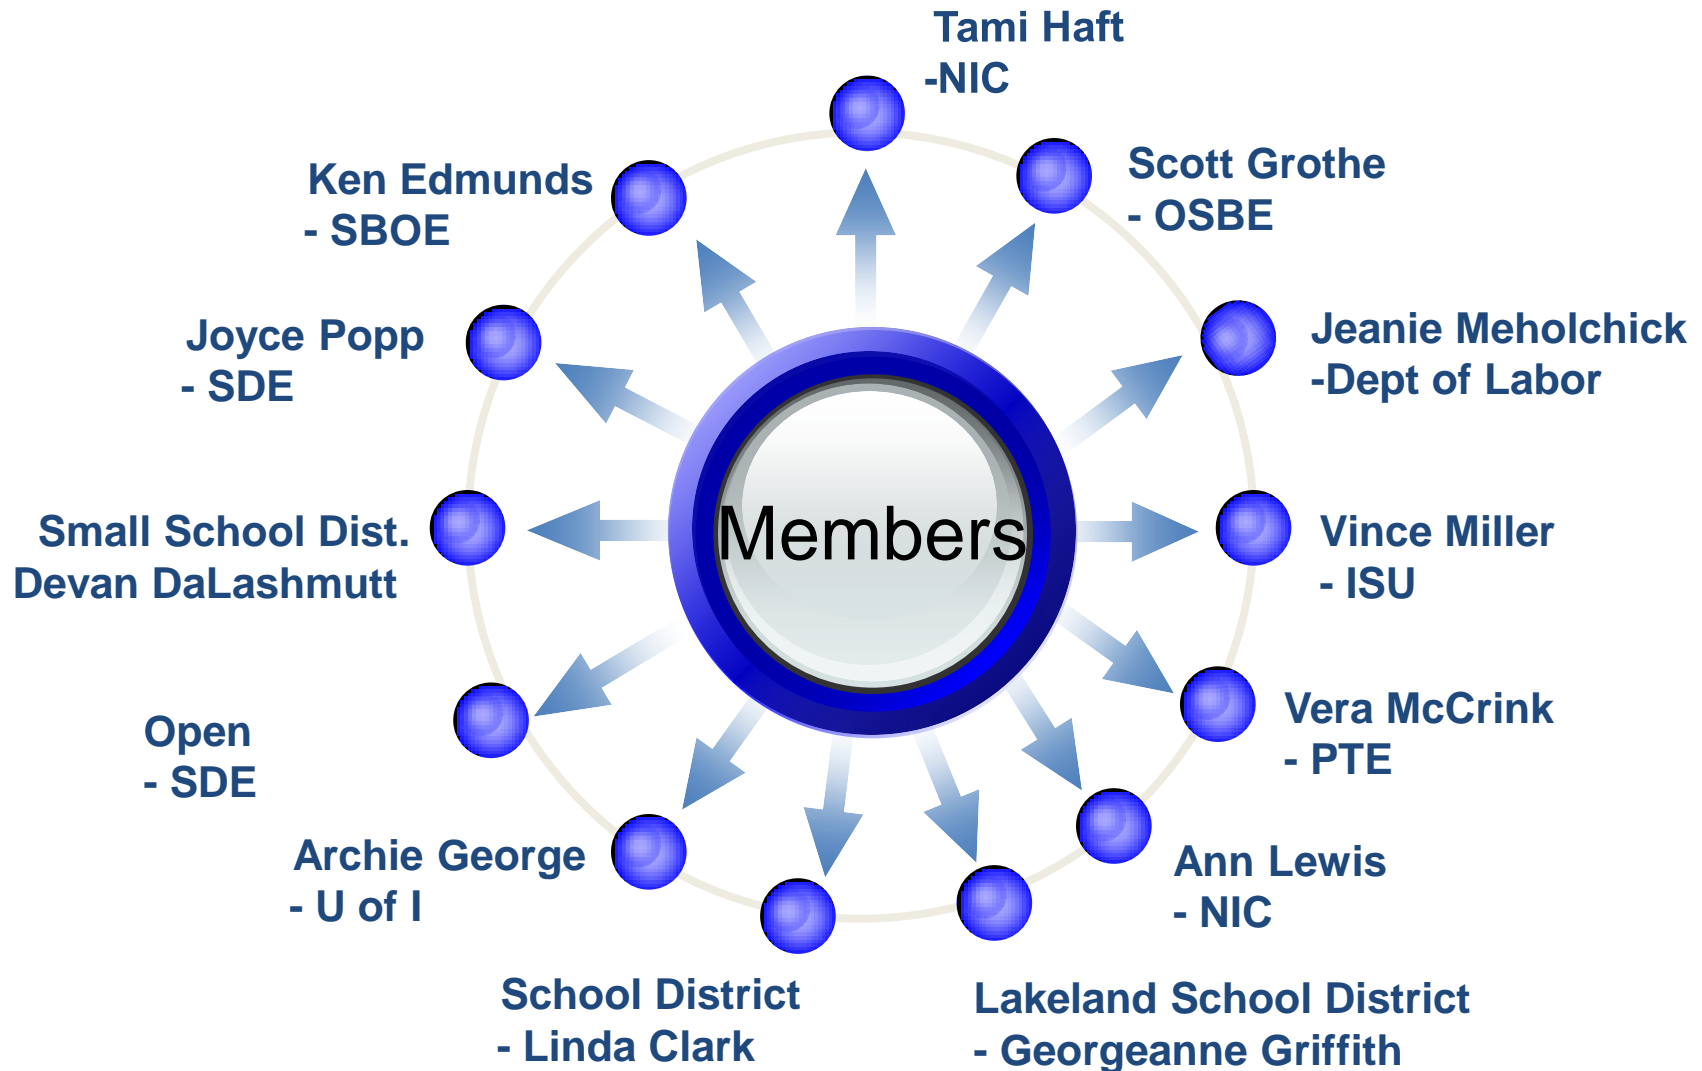 Tami Haft
-NIC
Scott Grothe
- OSBE
Jeanie Meholchick
-Dept of Labor
Vince Miller
- ISU
Vera McCrink
- PTE
Ann Lewis
- NIC
Lakeland School District
- Georgeanne Griffith
School District
- Linda Clark
Archie George
- U of I
Open
- SDE
Small School Dist.
Devan DaLashmutt
Joyce Popp
- SDE
Ken Edmunds
- SBOE
Members